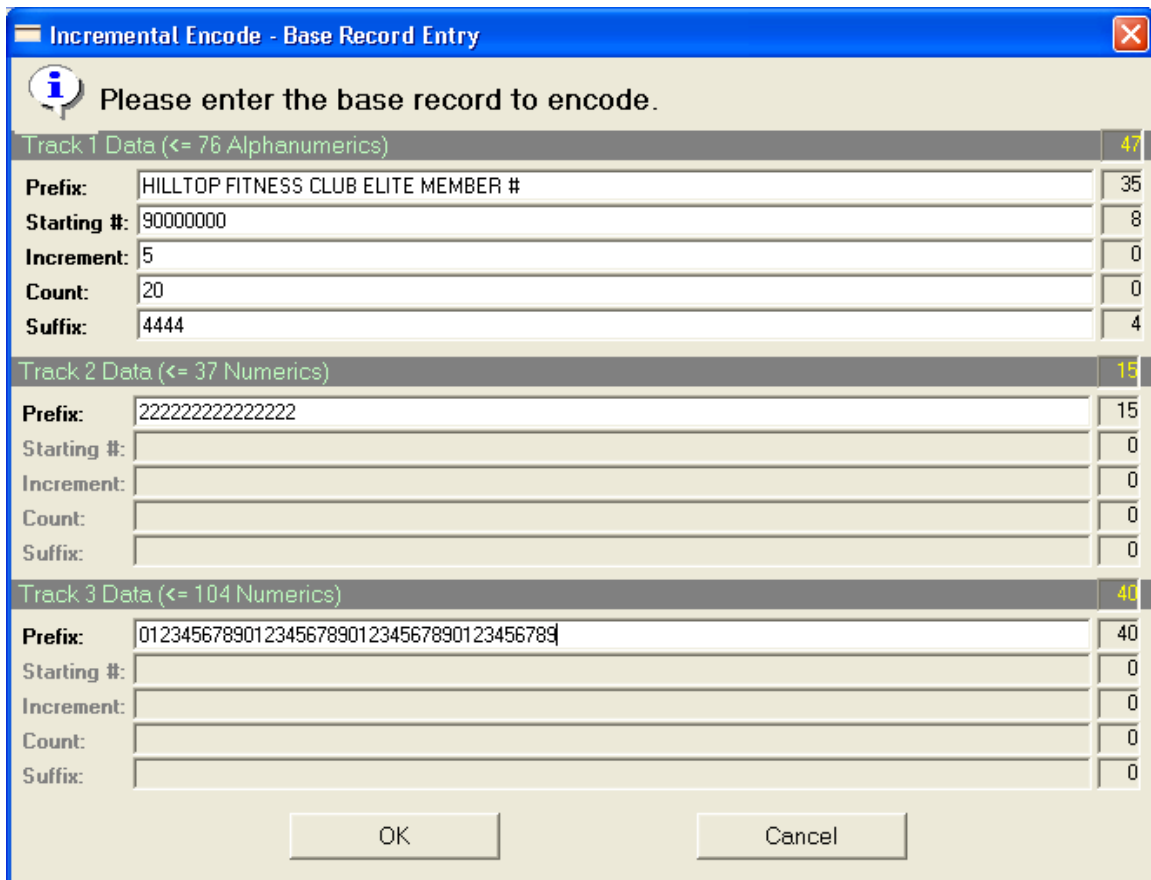 Incremental Encode - Base Record Entry
Please enter the base record to encode.
Track 1 Data (<= 76 Alphanumerics) 47
Prefix: HILLTOP FITNESS CLUB ELITE MEMBER # 35
Starting #: 90000000 8
Increment: 5 0
Count: 20 0
Suffix: 4444 4
Track 2 Data (<= 37 Numerics) 15
Prefix: 222222222222222 15
Starting #: 0
Increment: 0
Count: 0
Suffix: 0
Track 3 Data (<= 104 Numerics) 40
Prefix: 0123456789012345678901234567890123456789 40
Starting #: 0
Increment: 0
Count: 0
Suffix: 0
OK Cancel